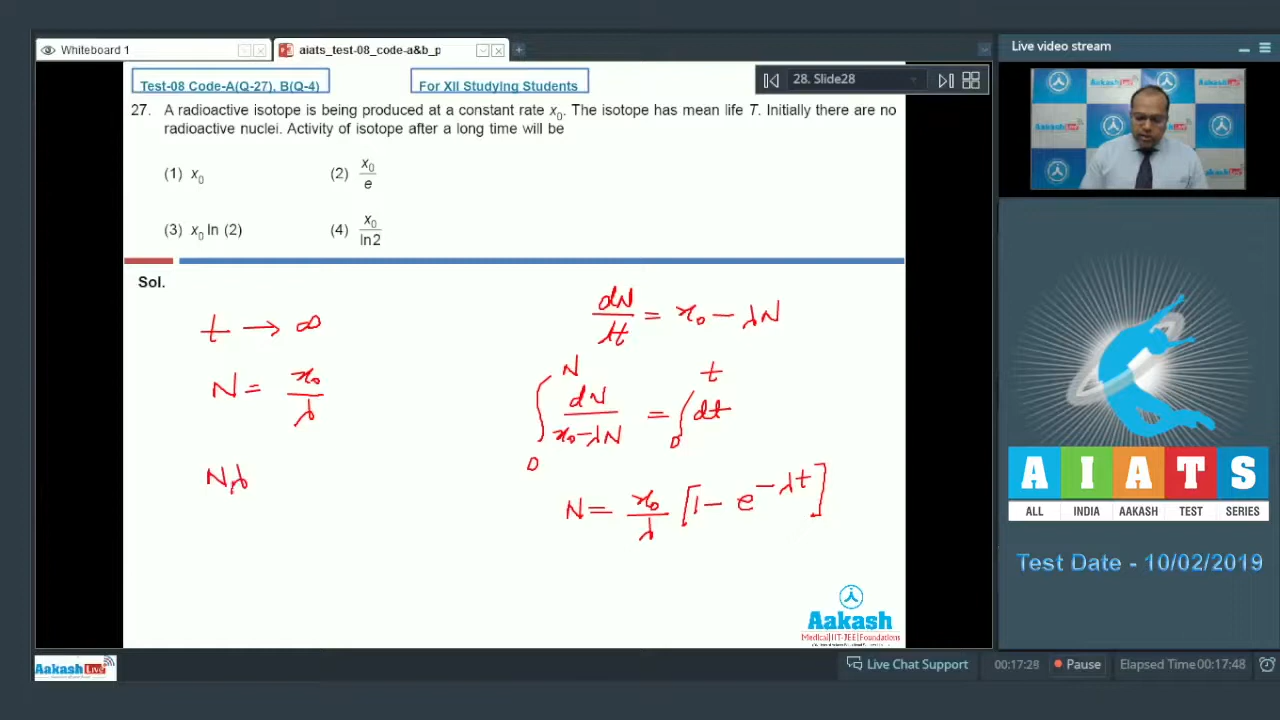 Whiteboard 1
aiats_test-08_code-a&b_p
Live video stream
Test-08 Code-A(Q-27), B(Q-4)
For XII Studying Students
28. Slide28
27. A radioactive isotope is being produced at a constant rate x₀. The isotope has mean life T. Initially there are no
radioactive nuclei. Activity of isotope after a long time will be
(1) x₀ (2) x₀/e
(3) x₀ ln (2) (4) x₀/ln2
Sol.
t → ∞
N = x₀/λ
Nλ
dN/dt = x₀ − λN
∫₀ᴺ dN/(x₀−λN) = ∫₀ᵗ dt
N = x₀/λ [1 − e^(−λt)]
Aakash
Medical|IIT-JEE|Foundations
A I A T S
ALL INDIA AAKASH TEST SERIES
Test Date - 10/02/2019
Aakash Live
Live Chat Support
00:17:28
Pause
Elapsed Time 00:17:48